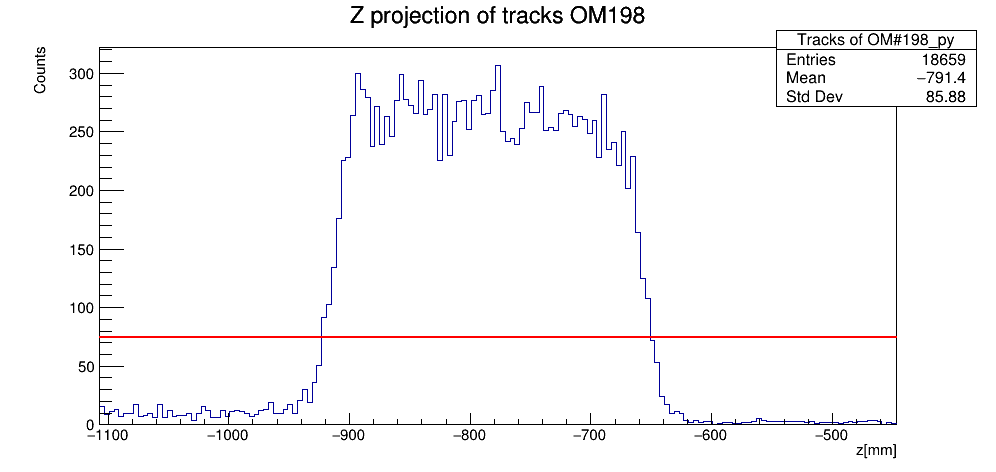 Z projection of tracks OM198
Counts
Tracks of OM#198_py
Entries 18659
Mean −791.4
Std Dev 85.88
300
250
200
150
100
50
0
−1100 −1000 −900 −800 −700 −600 −500
z[mm]